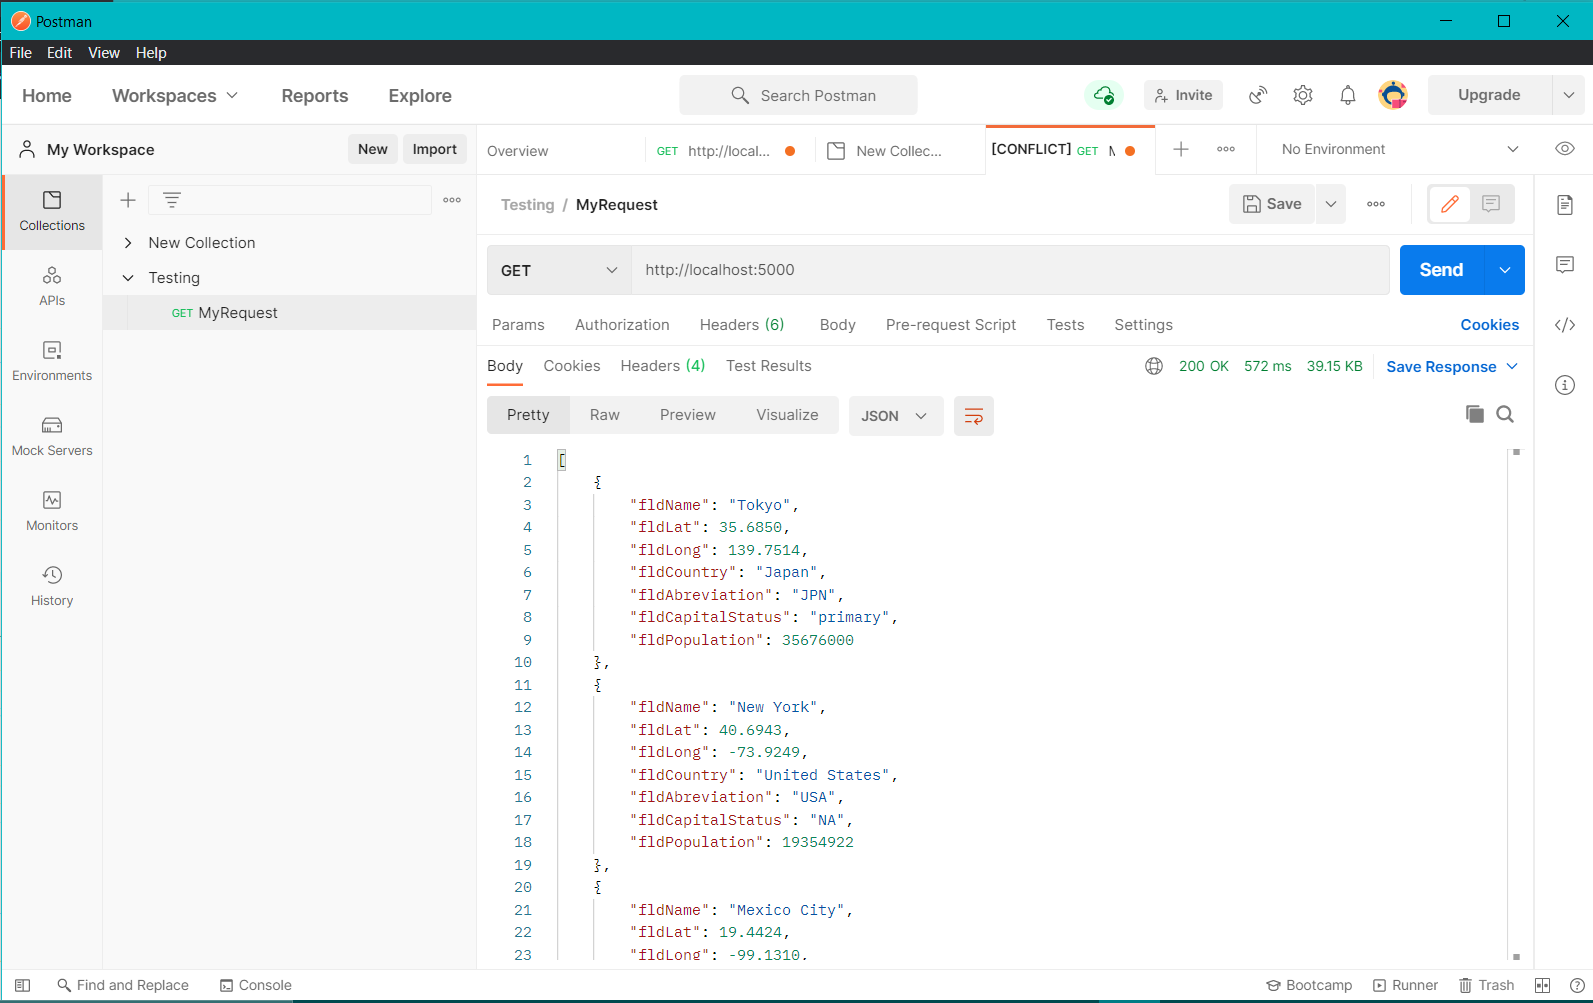 Postman
File Edit View Help
Home Workspaces Reports Explore Search Postman Invite Upgrade
My Workspace New Import
Overview GET http://local... New Collec... [CONFLICT] GET No Environment
Collections
APIs
Environments
Mock Servers
Monitors
History
New Collection
Testing
GET MyRequest
Testing / MyRequest Save
GET http://localhost:5000 Send
Params Authorization Headers (6) Body Pre-request Script Tests Settings Cookies
Body Cookies Headers (4) Test Results 200 OK 572 ms 39.15 KB Save Response
Pretty Raw Preview Visualize JSON
1 [
2 {
3 "fldName": "Tokyo",
4 "fldLat": 35.6850,
5 "fldLong": 139.7514,
6 "fldCountry": "Japan",
7 "fldAbreviation": "JPN",
8 "fldCapitalStatus": "primary",
9 "fldPopulation": 35676000
10 },
11 {
12 "fldName": "New York",
13 "fldLat": 40.6943,
14 "fldLong": -73.9249,
15 "fldCountry": "United States",
16 "fldAbreviation": "USA",
17 "fldCapitalStatus": "NA",
18 "fldPopulation": 19354922
19 },
20 {
21 "fldName": "Mexico City",
22 "fldLat": 19.4424,
23 "fldLong": -99.1310,
Find and Replace Console Bootcamp Runner Trash